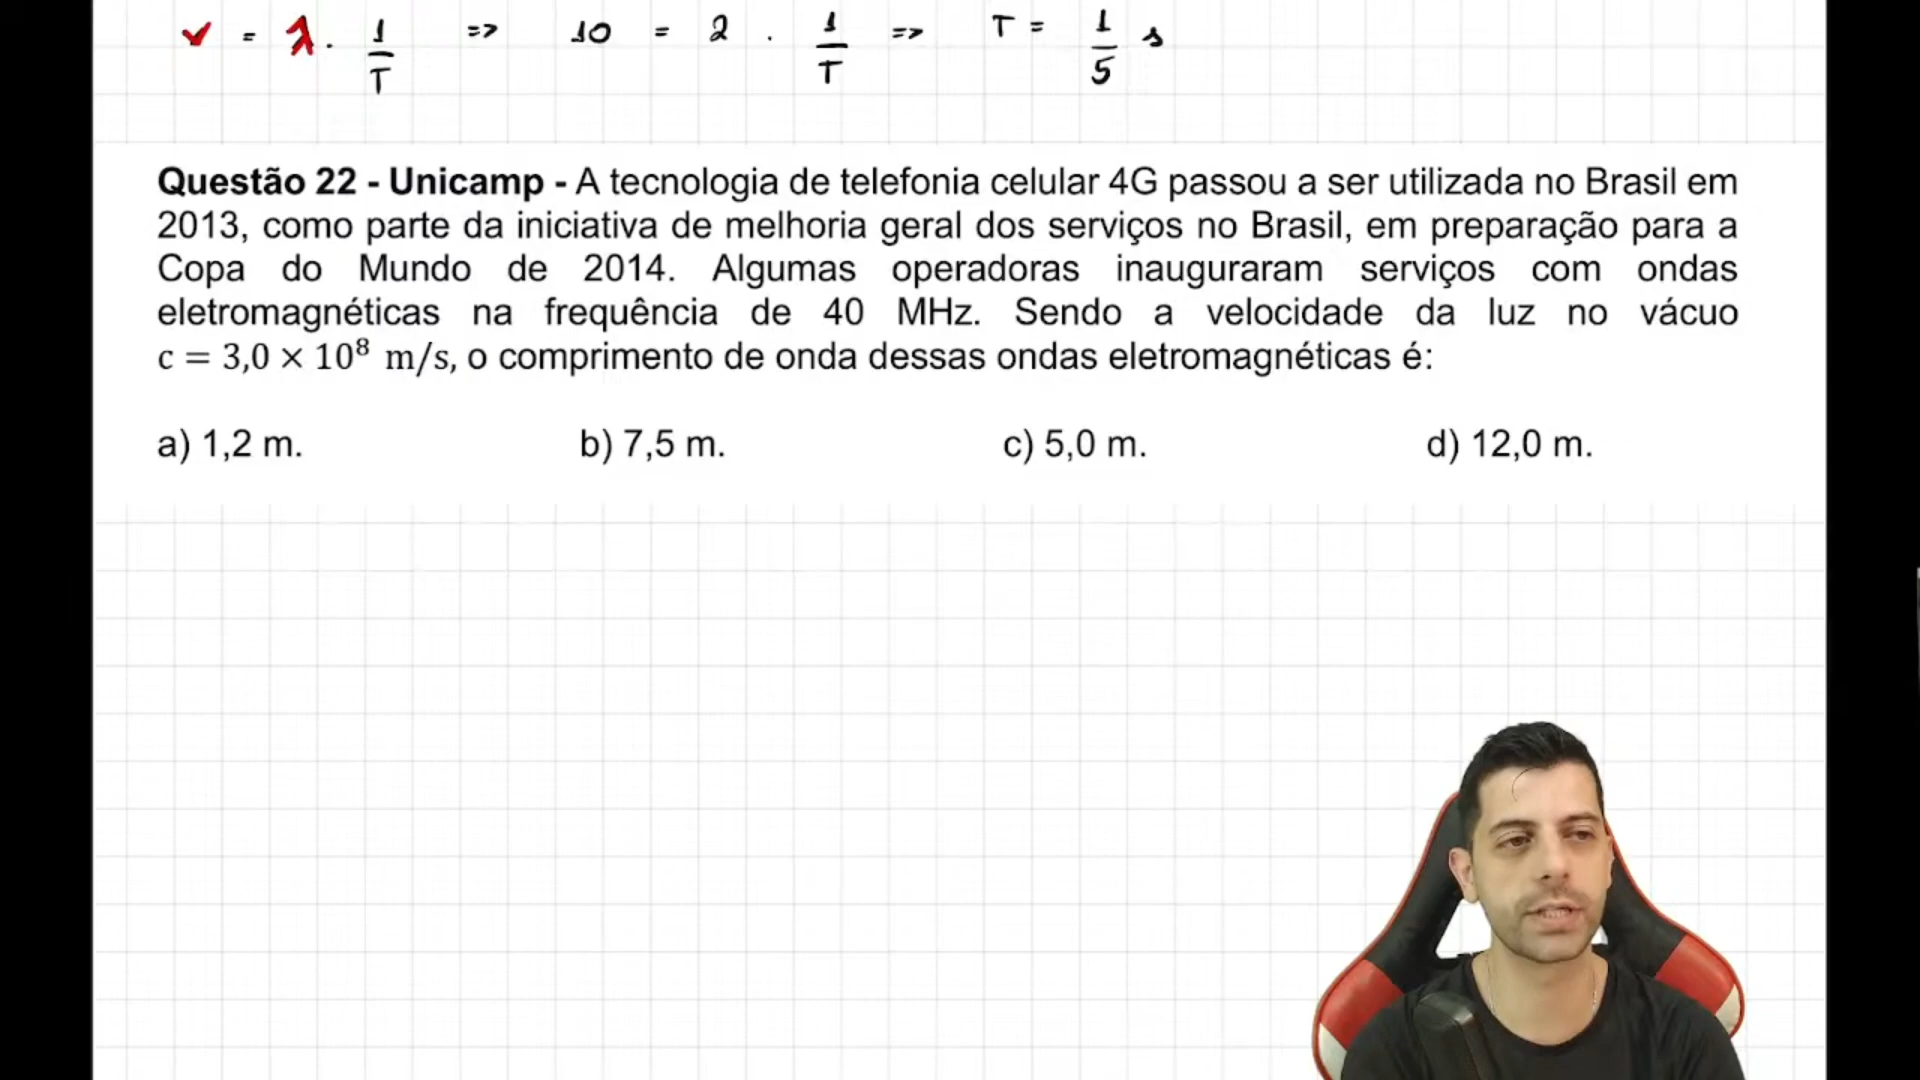 v = λ . 1/T => 10 = 2 . 1/T => T = 1/5 s
Questão 22 - Unicamp - A tecnologia de telefonia celular 4G passou a ser utilizada no Brasil em
2013, como parte da iniciativa de melhoria geral dos serviços no Brasil, em preparação para a
Copa do Mundo de 2014. Algumas operadoras inauguraram serviços com ondas
eletromagnéticas na frequência de 40 MHz. Sendo a velocidade da luz no vácuo
c = 3,0 × 10⁸ m/s, o comprimento de onda dessas ondas eletromagnéticas é:
a) 1,2 m. b) 7,5 m. c) 5,0 m. d) 12,0 m.